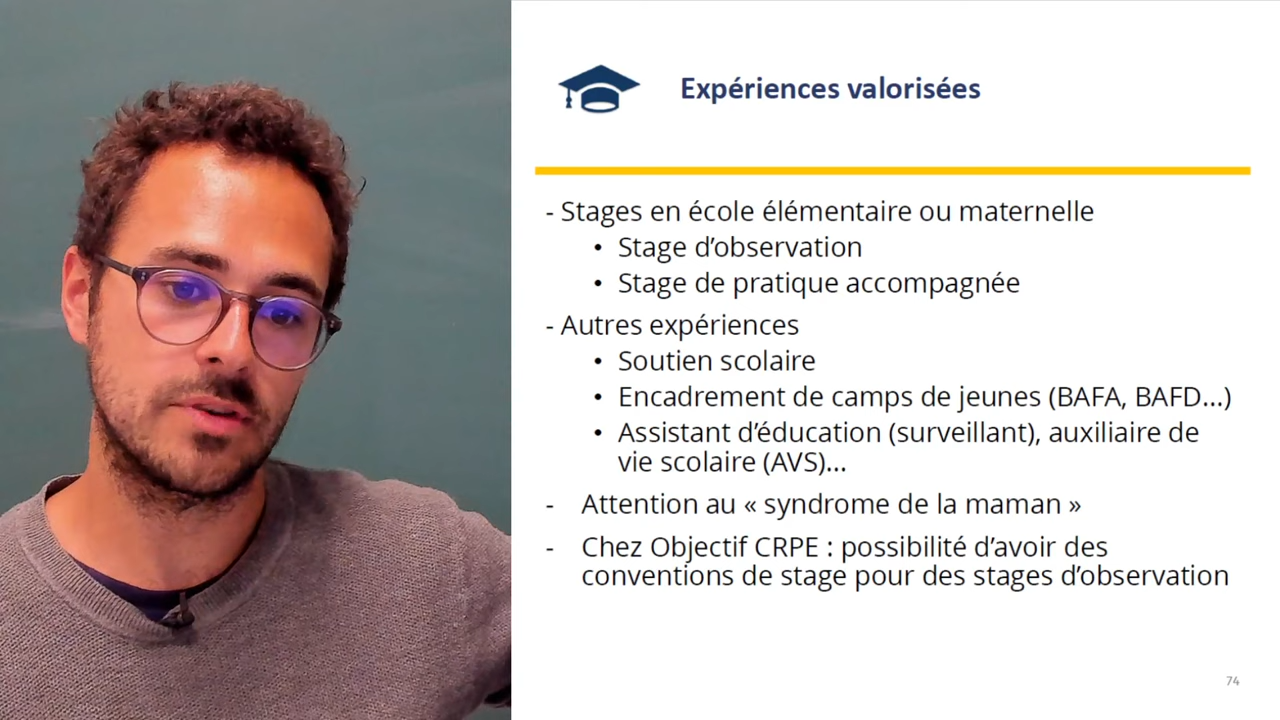 Expériences valorisées
- Stages en école élémentaire ou maternelle
• Stage d’observation
• Stage de pratique accompagnée
- Autres expériences
• Soutien scolaire
• Encadrement de camps de jeunes (BAFA, BAFD…)
• Assistant d’éducation (surveillant), auxiliaire de
vie scolaire (AVS)…
- Attention au « syndrome de la maman »
- Chez Objectif CRPE : possibilité d’avoir des
conventions de stage pour des stages d’observation
74